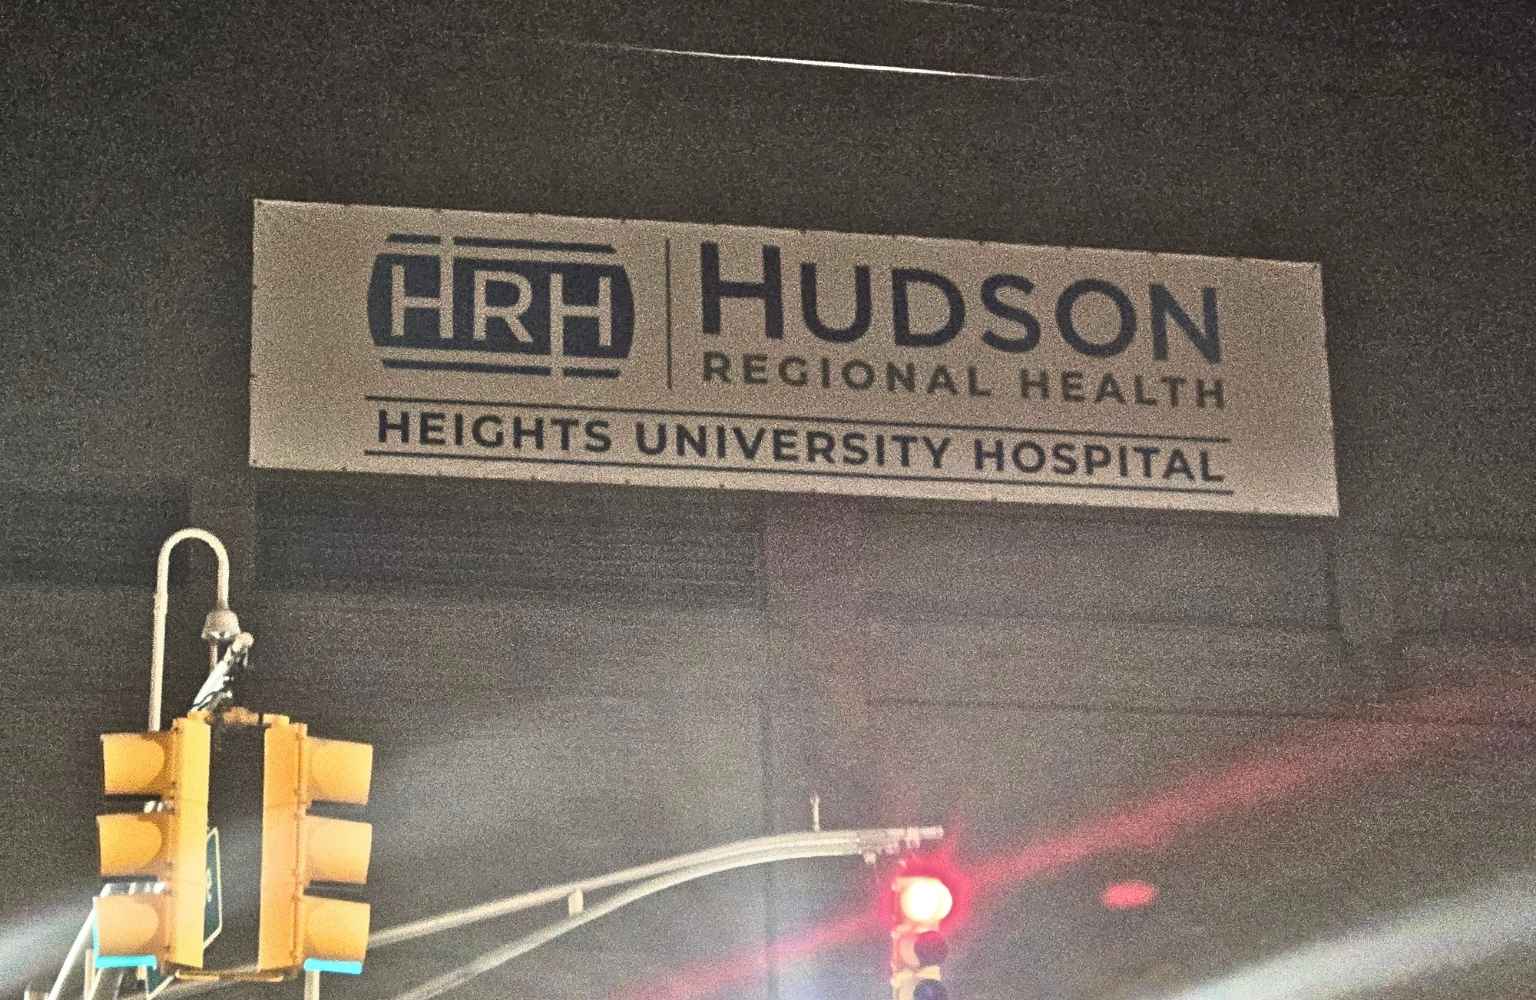 HRH
HUDSON
REGIONAL HEALTH
HEIGHTS UNIVERSITY HOSPITAL